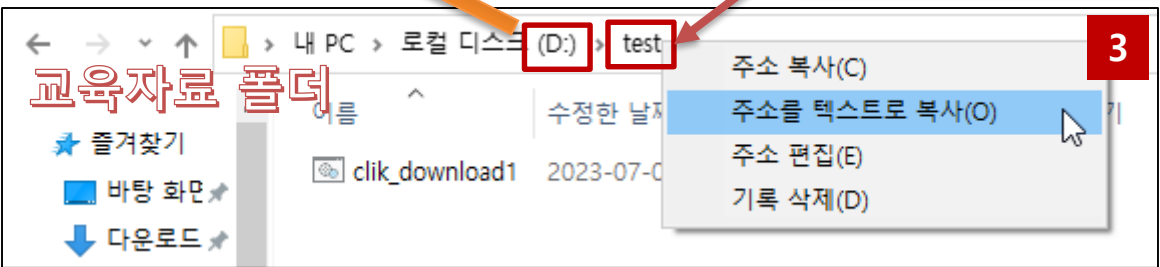 내 PC > 로컬 디스크 (D:) > test
3
교육자료 폴더
주소 복사(C)
주소를 텍스트로 복사(O)
주소 편집(E)
기록 삭제(D)
이름
수정한 날짜
기
즐겨찾기
clik_download1
2023-07-0
바탕 화면
다운로드